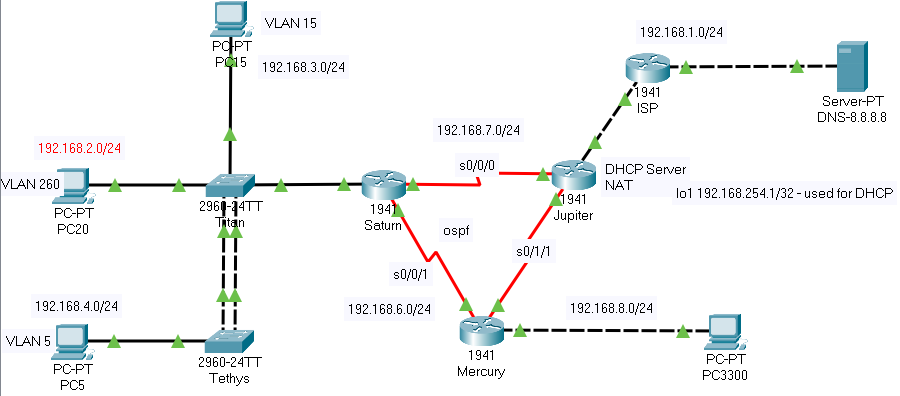 VLAN 15
PC-PT
PC15
192.168.3.0/24
192.168.1.0/24
1941
ISP
Server-PT
DNS-8.8.8.8
192.168.2.0/24
VLAN 260
PC-PT
PC20
2960-24TT
Titan
192.168.7.0/24
s0/0/0
1941
Saturn
DHCP Server
NAT
1941
Jupiter
lo1 192.168.254.1/32 - used for DHCP
ospf
s0/0/1
s0/1/1
192.168.4.0/24
VLAN 5
PC-PT
PC5
2960-24TT
Tethys
192.168.6.0/24
1941
Mercury
192.168.8.0/24
PC-PT
PC3300